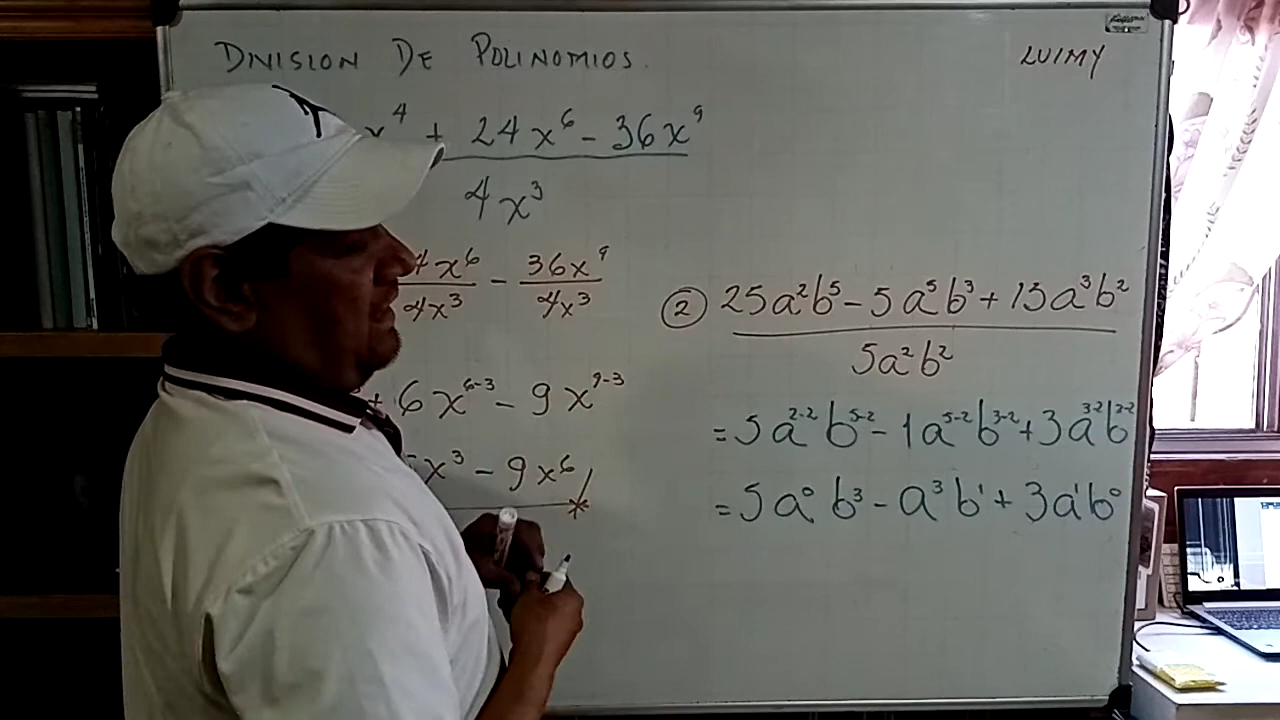 DIVISION DE POLINOMIOS.
LUIMY
x⁴ + 24x⁶ - 36x⁹
4x³
4x⁶ - 36x⁹
4x³ 4x³
+ 6x⁶⁻³ - 9x⁹⁻³
x³ - 9x⁶
② 25a²b⁵ - 5a⁵b³ + 15a³b²
5a²b²
= 5a²⁻²b⁵⁻² - 1a⁵⁻²b³⁻² + 3a³⁻²b²⁻²
= 5a⁰b³ - a³b¹ + 3a¹b⁰